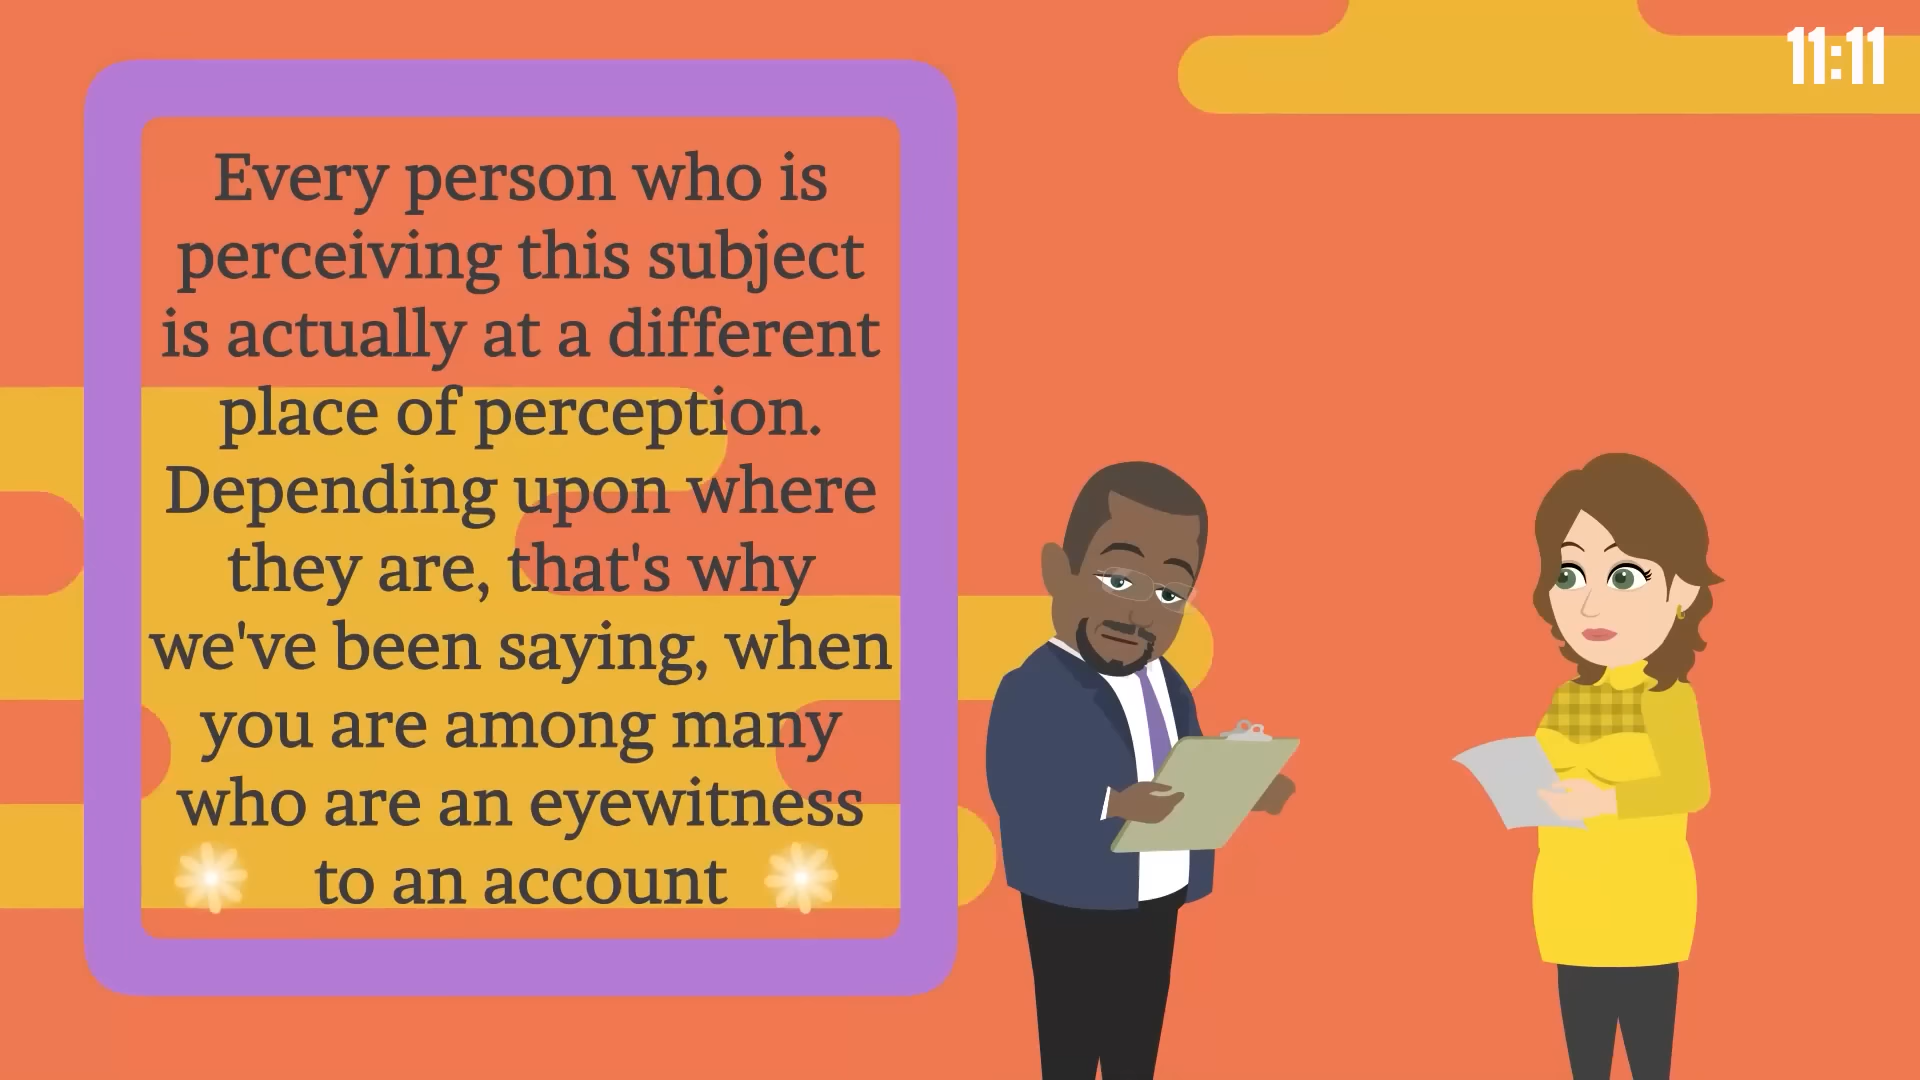 11:11
Every person who is
perceiving this subject
is actually at a different
place of perception.
Depending upon where
they are, that's why
we've been saying, when
you are among many
who are an eyewitness
to an account